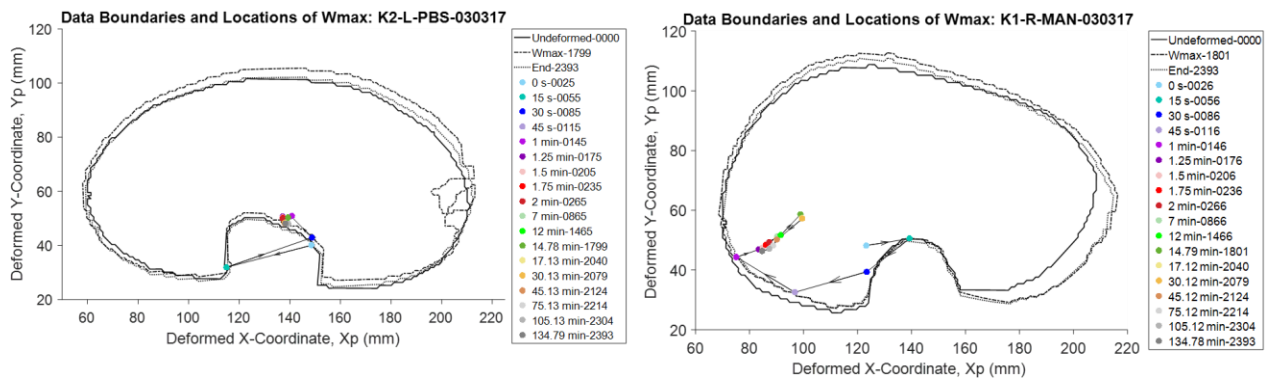 Data Boundaries and Locations of Wmax: K2-L-PBS-030317
120
100
80
60
40
20
Deformed Y-Coordinate, Yp (mm)
60 80 100 120 140 160 180 200 220
Deformed X-Coordinate, Xp (mm)
Undeformed-0000
Wmax-1799
End-2393
0 s-0025
15 s-0055
30 s-0085
45 s-0115
1 min-0145
1.25 min-0175
1.5 min-0205
1.75 min-0235
2 min-0265
7 min-0865
12 min-1465
14.78 min-1799
17.13 min-2040
30.13 min-2079
45.13 min-2124
75.13 min-2214
105.13 min-2304
134.79 min-2393
Data Boundaries and Locations of Wmax: K1-R-MAN-030317
120
100
80
60
40
20
Deformed Y-Coordinate, Yp (mm)
60 80 100 120 140 160 180 200 220
Deformed X-Coordinate, Xp (mm)
Undeformed-0000
Wmax-1801
End-2393
0 s-0026
15 s-0056
30 s-0086
45 s-0116
1 min-0146
1.25 min-0176
1.5 min-0206
1.75 min-0236
2 min-0266
7 min-0866
12 min-1466
14.79 min-1801
17.12 min-2040
30.12 min-2079
45.12 min-2124
75.12 min-2214
105.12 min-2304
134.78 min-2393